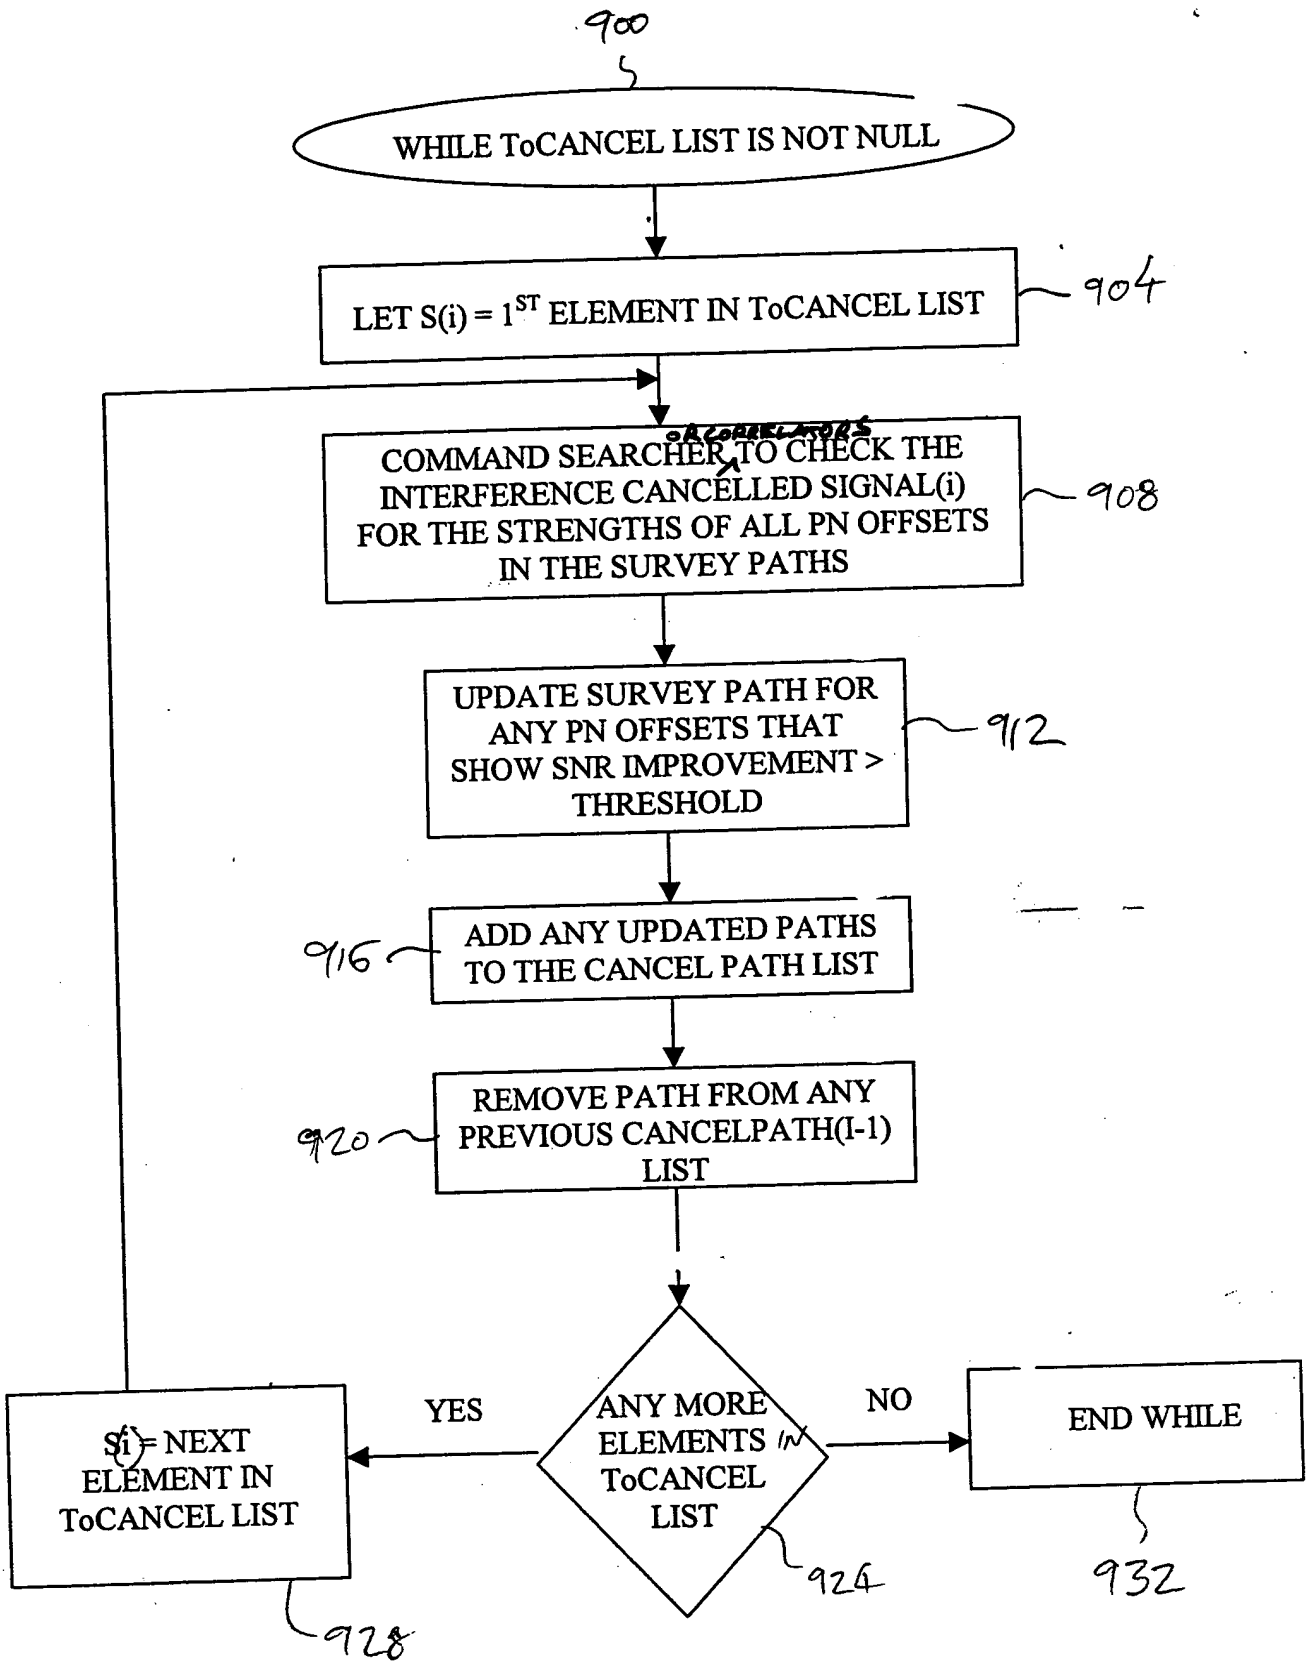 900
WHILE ToCANCEL LIST IS NOT NULL
LET S(i) = 1ST ELEMENT IN ToCANCEL LIST
904
OR CORRELATORS
COMMAND SEARCHER TO CHECK THE
INTERFERENCE CANCELLED SIGNAL(i)
FOR THE STRENGTHS OF ALL PN OFFSETS
IN THE SURVEY PATHS
908
UPDATE SURVEY PATH FOR
ANY PN OFFSETS THAT
SHOW SNR IMPROVEMENT >
THRESHOLD
912
ADD ANY UPDATED PATHS
TO THE CANCEL PATH LIST
916
REMOVE PATH FROM ANY
PREVIOUS CANCELPATH(I-1)
LIST
920
ANY MORE
ELEMENTS IN
ToCANCEL
LIST
924
YES
NO
S(i) = NEXT
ELEMENT IN
ToCANCEL LIST
928
END WHILE
932